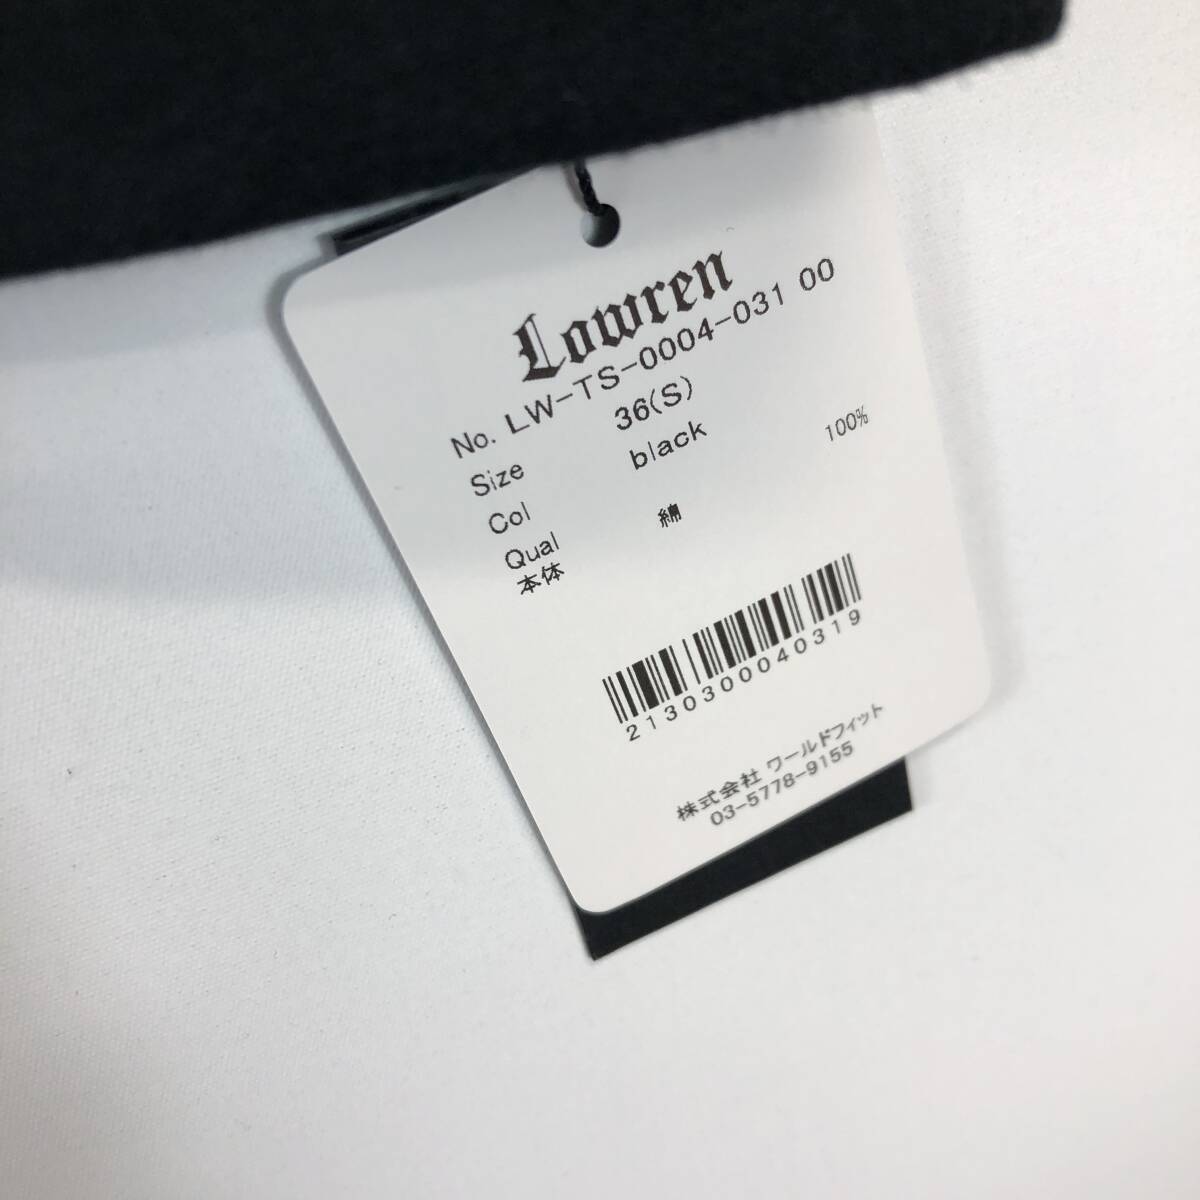 Lowren
No. LW-TS-0004-031 00
Size 36(S)
Col black
Qual 綿 100%
本体
2130300040319
株式会社 ワールドフィット
03-5778-9155